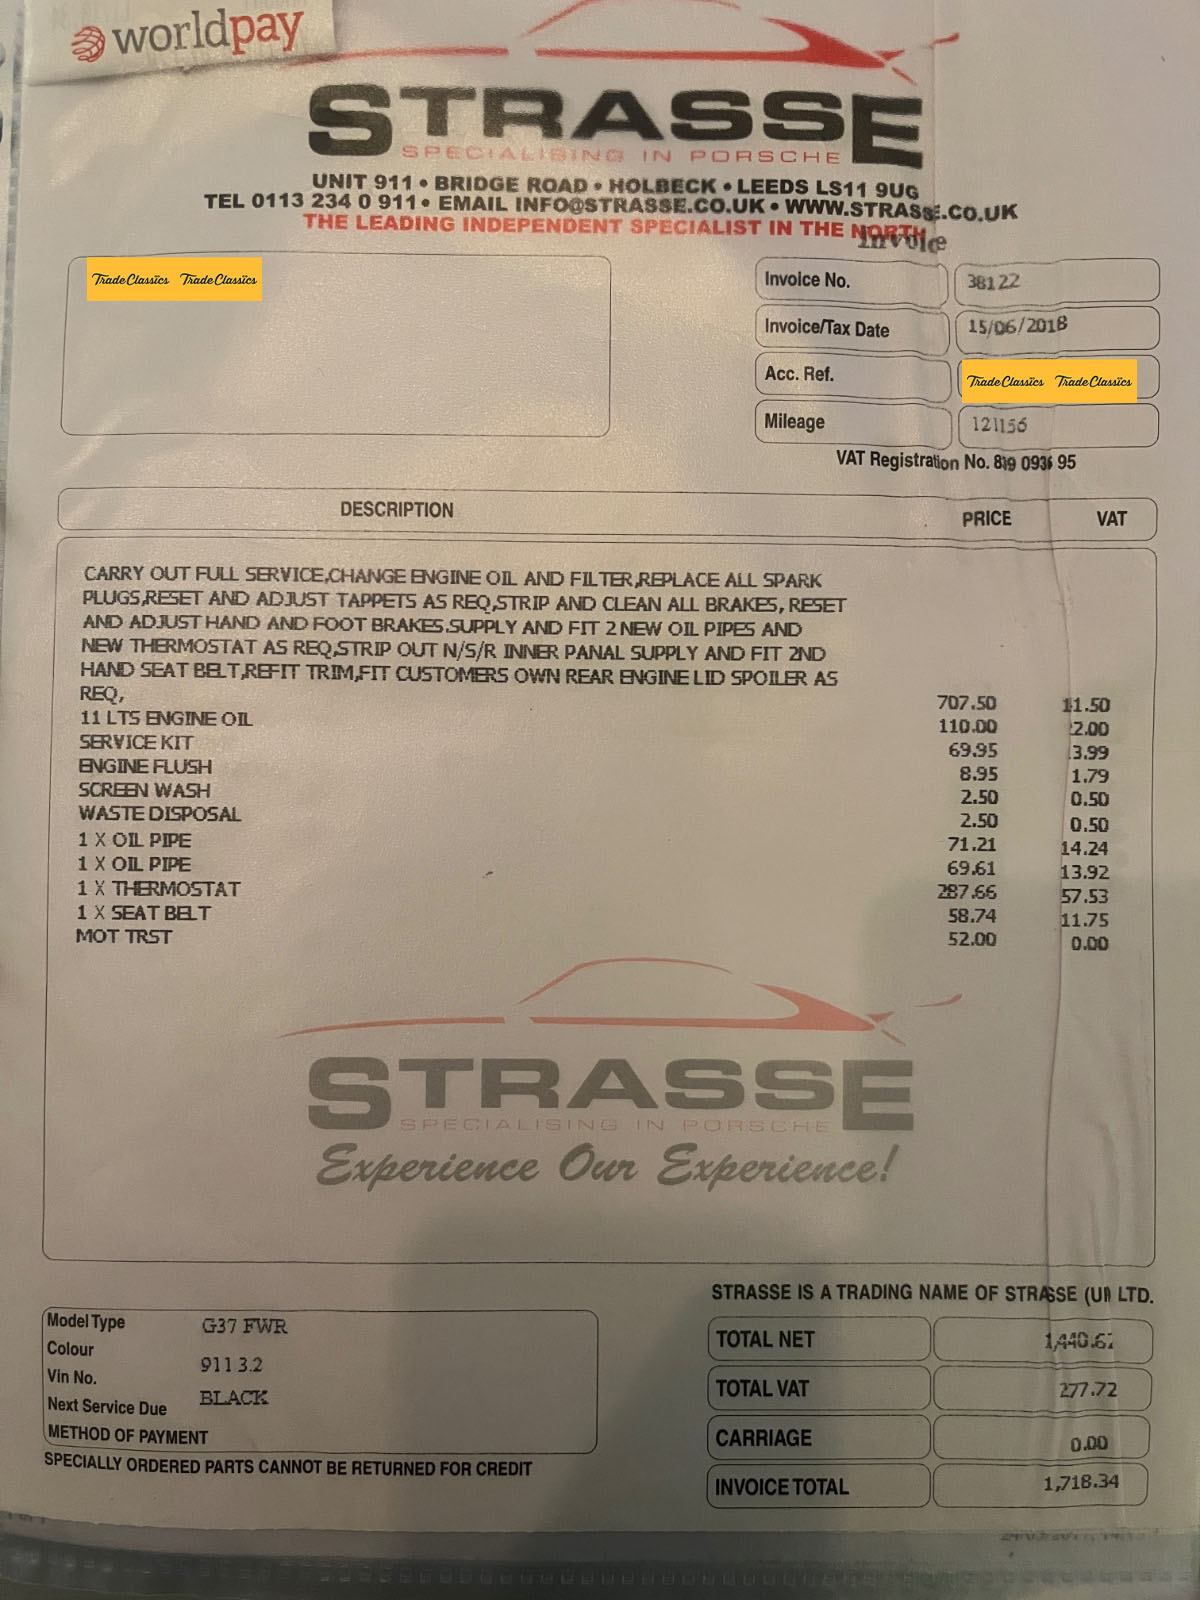 worldpay
STRASSE
SPECIALISING IN PORSCHE
UNIT 911 • BRIDGE ROAD • HOLBECK • LEEDS LS11 9UG
TEL 0113 234 0 911 • EMAIL INFO@STRASSE.CO.UK • WWW.STRASSE.CO.UK
THE LEADING INDEPENDENT SPECIALIST IN THE NORTH
Invoice
Trade Classics Trade Classics
Invoice No. 38122
Invoice/Tax Date 15/06/2018
Acc. Ref. Trade Classics Trade Classics
Mileage 121156
VAT Registration No. 95
DESCRIPTION PRICE VAT
CARRY OUT FULL SERVICE,CHANGE ENGINE OIL AND FILTER,REPLACE ALL SPARK
PLUGS,RESET AND ADJUST TAPPETS AS REQ,STRIP AND CLEAN ALL BRAKES, RESET
AND ADJUST HAND AND FOOT BRAKES.SUPPLY AND FIT 2 NEW OIL PIPES AND
NEW THERMOSTAT AS REQ,STRIP OUT N/S/R INNER PANAL SUPPLY AND FIT 2ND
HAND SEAT BELT,REFIT TRIM,FIT CUSTOMERS OWN REAR ENGINE LID SPOILER AS
REQ, 707.50 11.50
11 LTS ENGINE OIL 110.00 2.00
SERVICE KIT 69.95 3.99
ENGINE FLUSH 8.95 1.79
SCREEN WASH 2.50 0.50
WASTE DISPOSAL 2.50 0.50
1 X OIL PIPE 71.21 14.24
1 X OIL PIPE 69.61 13.92
1 X THERMOSTAT 287.66 57.53
1 X SEAT BELT 58.74 11.75
MOT TRST 52.00 0.00
STRASSE
SPECIALISING IN PORSCHE
Experience Our Experience!
STRASSE IS A TRADING NAME OF STRASSE LTD.
Model Type G37 FWR
Colour 911 3.2
Vin No.
Next Service Due BLACK
METHOD OF PAYMENT
SPECIALLY ORDERED PARTS CANNOT BE RETURNED FOR CREDIT
TOTAL NET 1,440.62
TOTAL VAT 277.72
CARRIAGE 0.00
INVOICE TOTAL 1,718.34